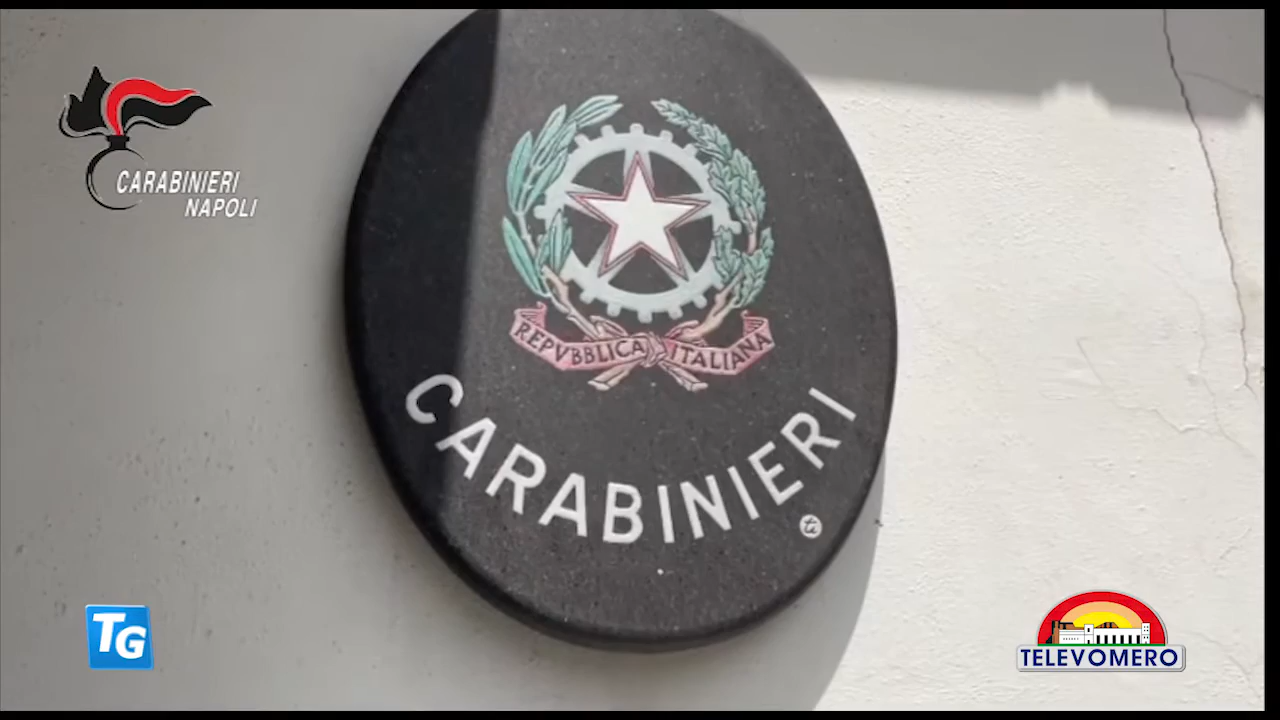 CARABINIERI
NAPOLI
REPVBBLICA ITALIANA
CARABINIERI
TG
TELEVOMERO